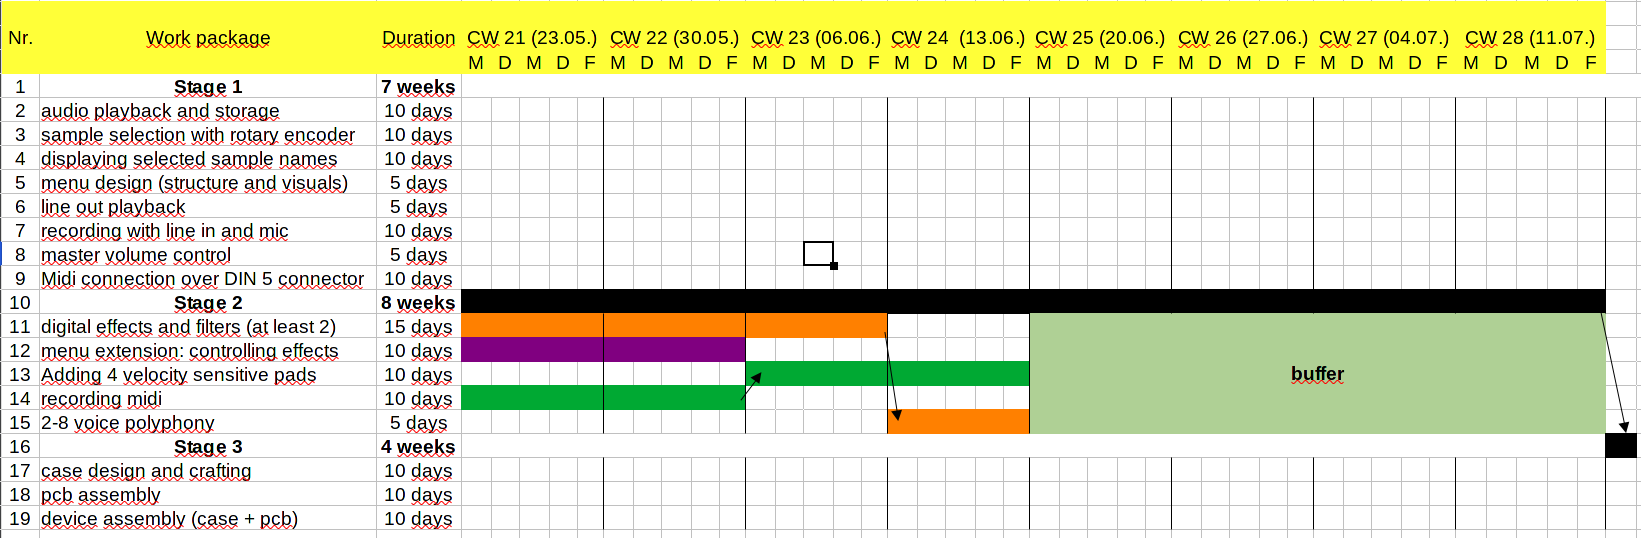 Nr. Work package Duration CW 21 (23.05.) CW 22 (30.05.) CW 23 (06.06.) CW 24 (13.06.) CW 25 (20.06.) CW 26 (27.06.) CW 27 (04.07.) CW 28 (11.07.)
M D M D F M D M D F M D M D F M D M D F M D M D F M D M D F M D M D F M D M D F
1 Stage 1 7 weeks
2 audio playback and storage 10 days
3 sample selection with rotary encoder 10 days
4 displaying selected sample names 10 days
5 menu design (structure and visuals) 5 days
6 line out playback 5 days
7 recording with line in and mic 10 days
8 master volume control 5 days
9 Midi connection over DIN 5 connector 10 days
10 Stage 2 8 weeks
11 digital effects and filters (at least 2) 15 days
12 menu extension: controlling effects 10 days
13 Adding 4 velocity sensitive pads 10 days buffer
14 recording midi 10 days
15 2-8 voice polyphony 5 days
16 Stage 3 4 weeks
17 case design and crafting 10 days
18 pcb assembly 10 days
19 device assembly (case + pcb) 10 days